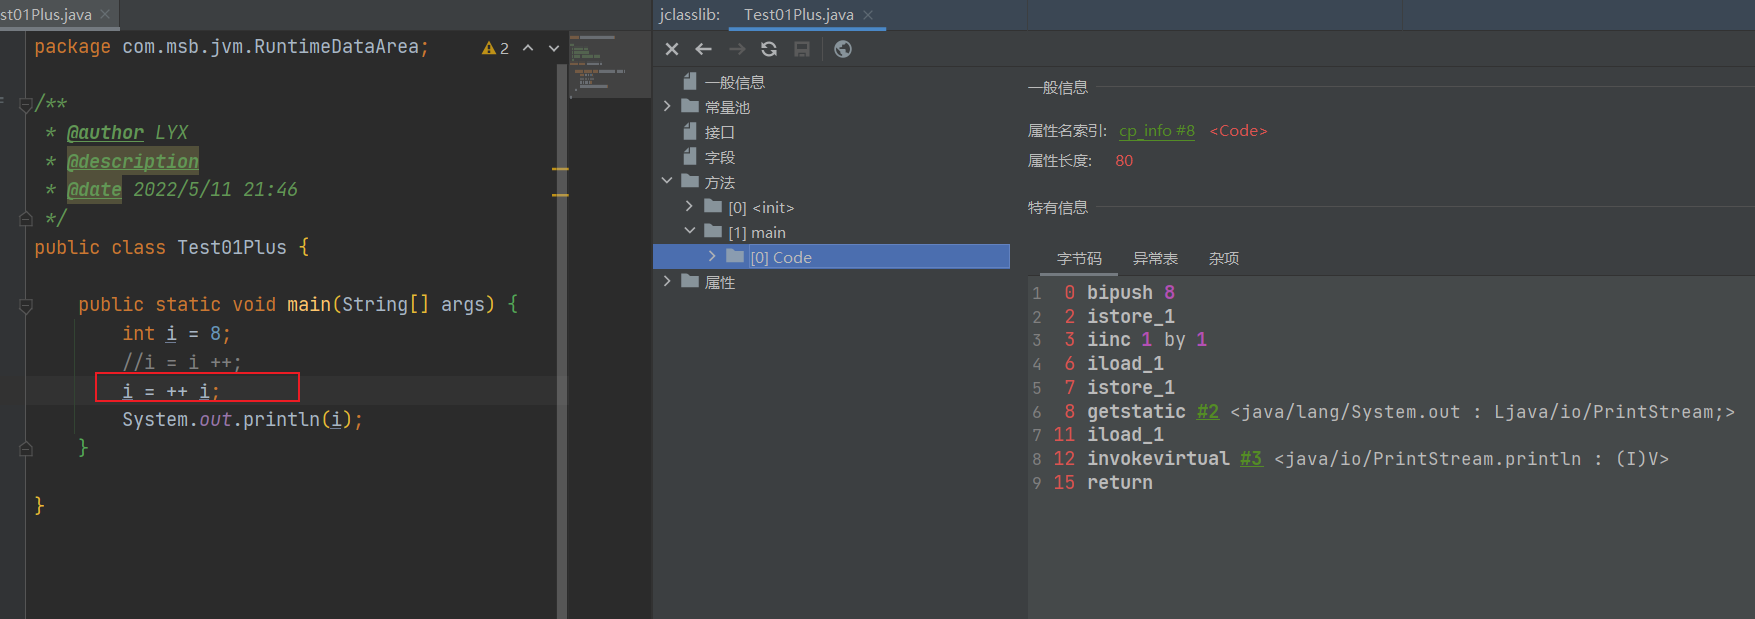 st01Plus.java
package com.msb.jvm.RuntimeDataArea;
2
/**
* @author LYX
* @description
* @date 2022/5/11 21:46
*/
public class Test01Plus {
public static void main(String[] args) {
int i = 8;
//i = i ++;
i = ++ i;
System.out.println(i);
}
}
jclasslib:
Test01Plus.java
一般信息
常量池
接口
字段
方法
[0] <init>
[1] main
[0] Code
属性
一般信息
属性名索引: cp_info #8 <Code>
属性长度: 80
特有信息
字节码 异常表 杂项
1 0 bipush 8
2 2 istore_1
3 3 iinc 1 by 1
4 6 iload_1
5 7 istore_1
6 8 getstatic #2 <java/lang/System.out : Ljava/io/PrintStream;>
7 11 iload_1
8 12 invokevirtual #3 <java/io/PrintStream.println : (I)V>
9 15 return